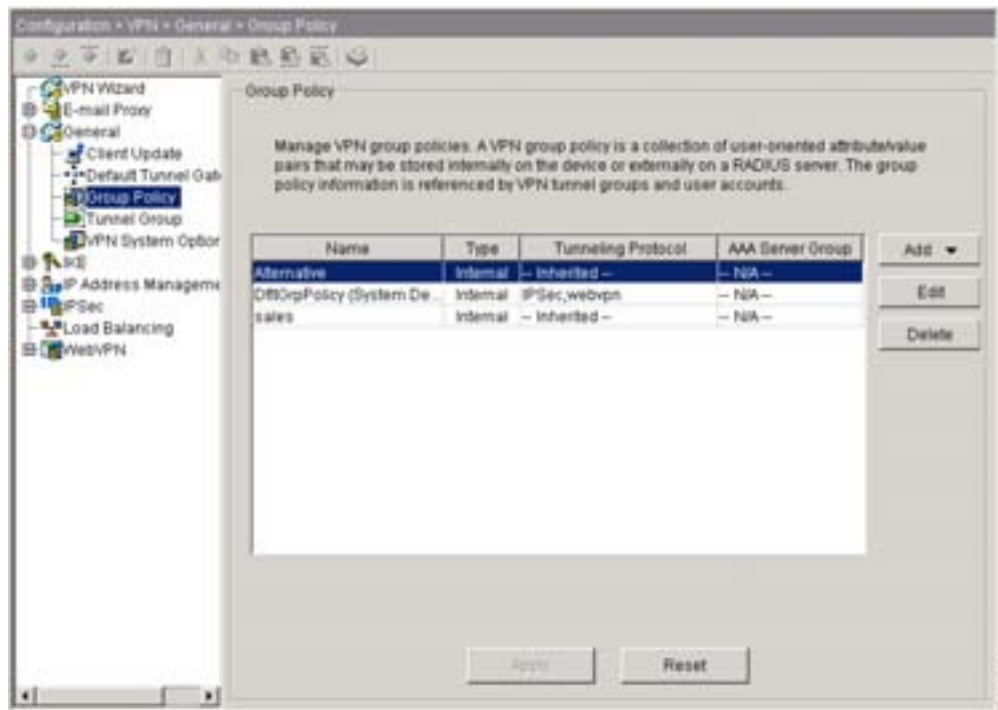 Configuration > VPN > General > Group Policy
VPN Wizard
E-mail Proxy
General
Client Update
Default Tunnel Gate
Group Policy
Tunnel Group
VPN System Option
IKE
IP Address Manageme
IPSec
Load Balancing
WebVPN
Group Policy
Manage VPN group policies. A VPN group policy is a collection of user-oriented attribute/value
pairs that may be stored internally on the device or externally on a RADIUS server. The group
policy information is referenced by VPN tunnel groups and user accounts.
Name Type Tunneling Protocol AAA Server Group
Alternative Internal -- Inherited -- -- N/A --
DfltGrpPolicy (System De... Internal IPSec,webvpn -- N/A --
sales Internal -- Inherited -- -- N/A --
Add
Edit
Delete
Apply
Reset